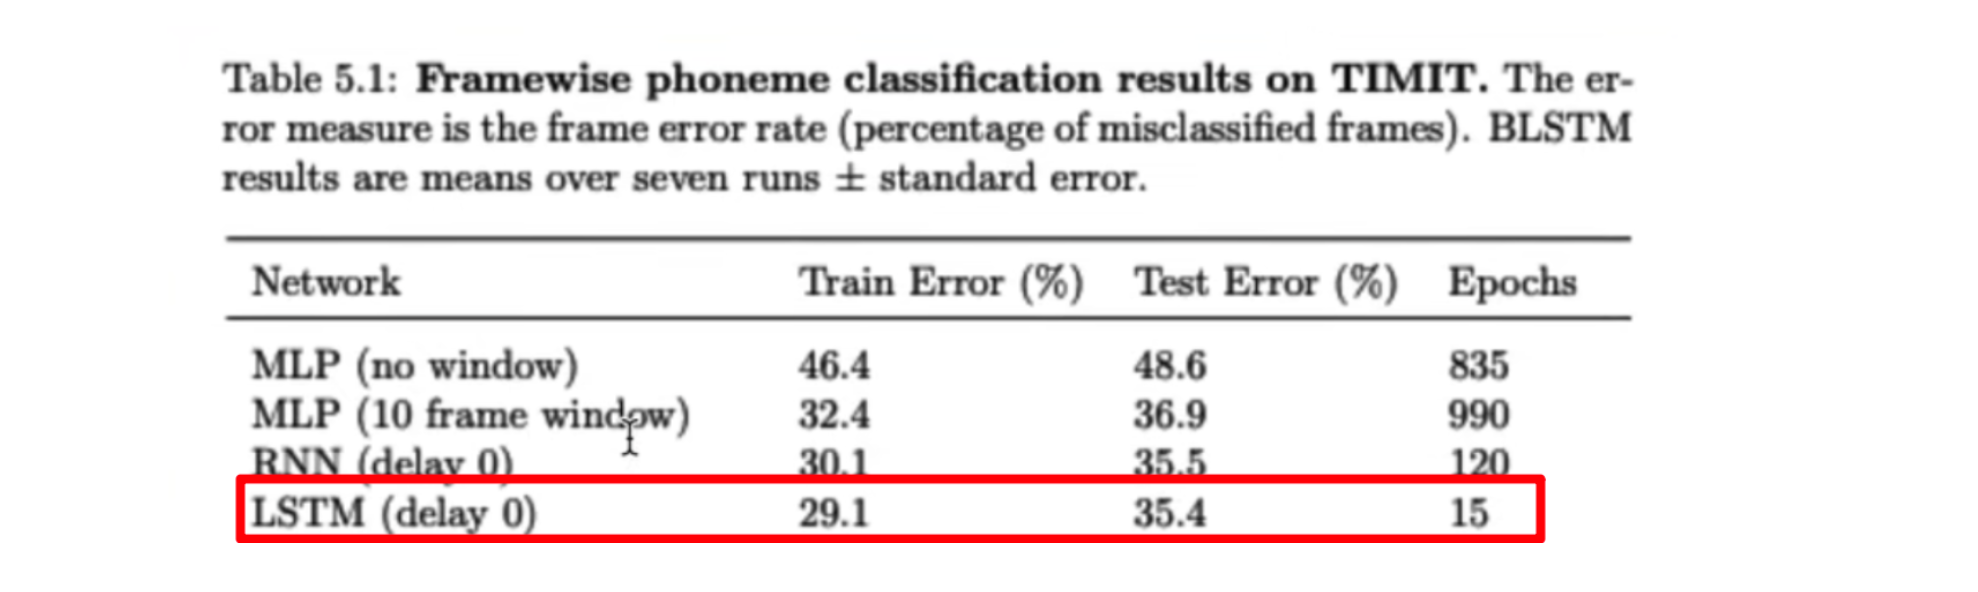 Table 5.1: Framewise phoneme classification results on TIMIT. The er-
ror measure is the frame error rate (percentage of misclassified frames). BLSTM
results are means over seven runs ± standard error.
Network Train Error (%) Test Error (%) Epochs
MLP (no window) 46.4 48.6 835
MLP (10 frame window) 32.4 36.9 990
RNN (delay 0) 30.1 35.5 120
LSTM (delay 0) 29.1 35.4 15